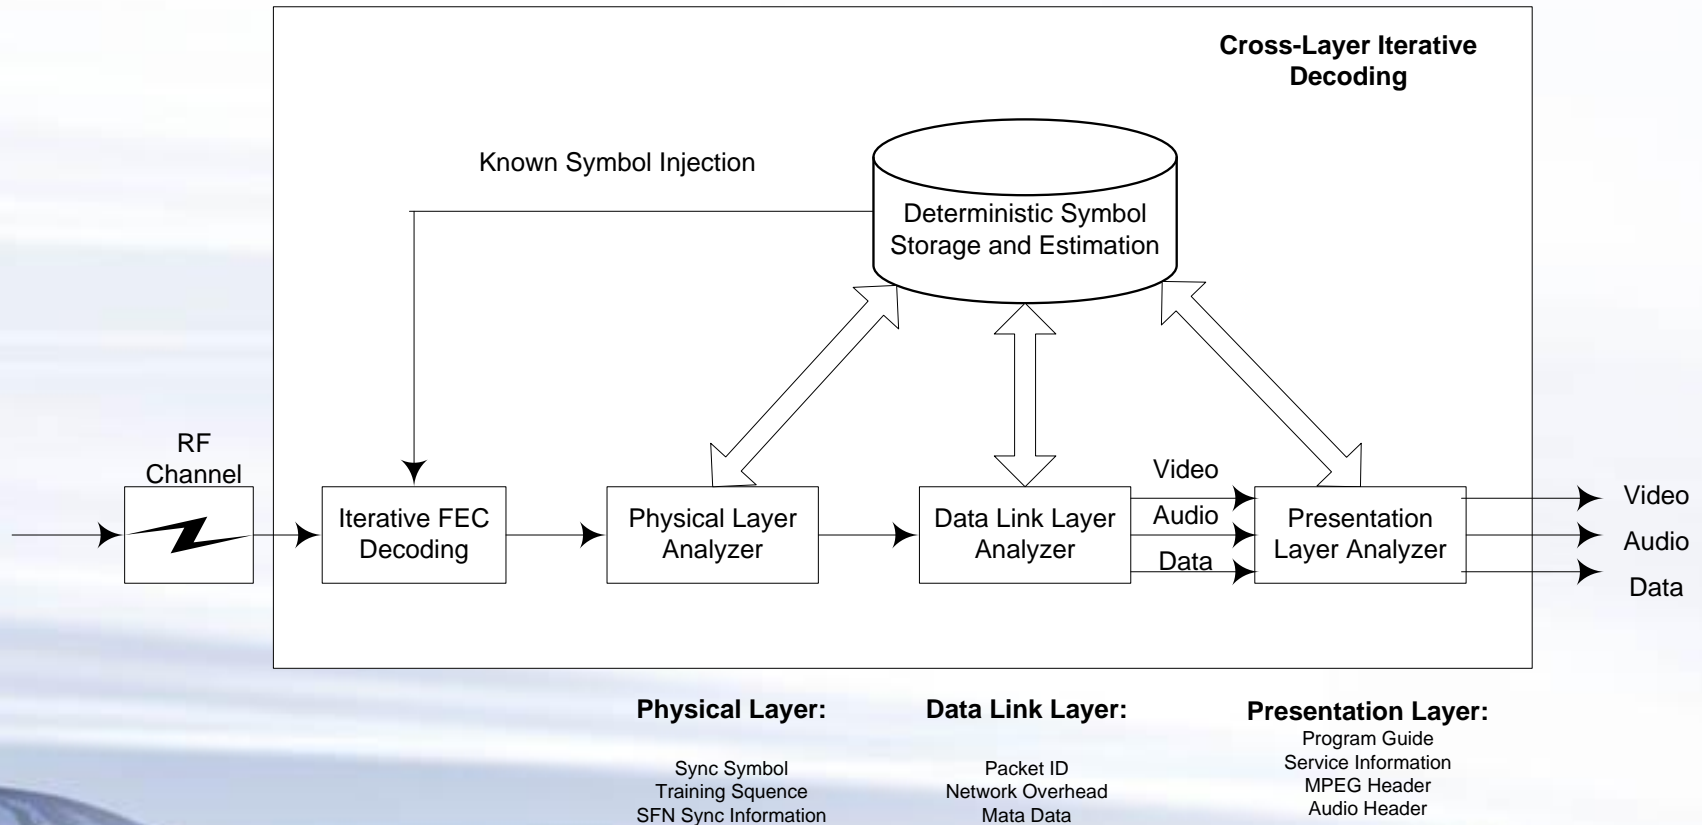 Cross-Layer Iterative
Decoding
Known Symbol Injection
Deterministic Symbol
Storage and Estimation
RF
Channel
Iterative FEC
Decoding
Physical Layer
Analyzer
Data Link Layer
Analyzer
Video
Audio
Data
Presentation
Layer Analyzer
Video
Audio
Data
Physical Layer:
Sync Symbol
Training Squence
SFN Sync Information
Data Link Layer:
Packet ID
Network Overhead
Mata Data
Presentation Layer:
Program Guide
Service Information
MPEG Header
Audio Header